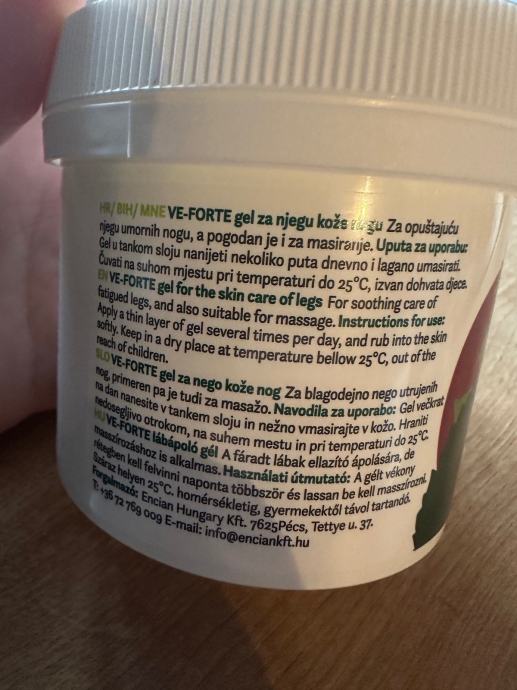 HR/ BIH/ MNE VE-FORTE gel za njegu kože nogu Za opuštajuću
njegu umornih nogu, a pogodan je i za masiranje. Uputa za uporabu:
Gel u tankom sloju nanijeti nekoliko puta dnevno i lagano umasirati.
Čuvati na suhom mjestu pri temperaturi do 25°C, izvan dohvata djece.
EN VE-FORTE gel for the skin care of legs For soothing care of
fatigued legs, and also suitable for massage. Instructions for use:
Apply a thin layer of gel several times per day, and rub into the skin
softly. Keep in a dry place at temperature bellow 25°C, out of the
reach of children.
SLO VE-FORTE gel za nego kože nog Za blagodejno nego utrujenih
nog, primeren pa je tudi za masažo. Navodila za uporabo: Gel večkrat
na dan nanesite v tankem sloju in nežno vmasirajte v kožo. Hraniti
nedosegljivo otrokom, na suhem mestu in pri temperaturi do 25°C.
HU VE-FORTE lábápoló gél A fáradt lábak ellazító ápolására, de
masszírozáshoz is alkalmas. Használati útmutató: A gélt vékony
rétegben kell felvinni naponta többször és lassan be kell masszírozni.
Száraz helyen 25°C. homérsékletig, gyermekektől távol tartandó.
Forgalmazó: Encian Hungary Kft. 7625Pécs, Tettye u. 37.
T: +36 72 769 009 E-mail: info@enciankft.hu